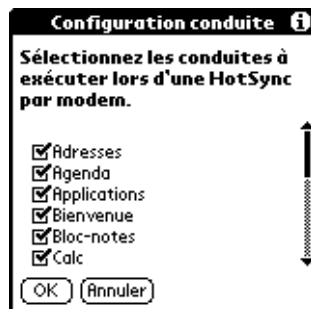 Configuration conduite i
Sélectionnez les conduites à
exécuter lors d'une HotSync
par modem.
Adresses
Agenda
Applications
Bienvenue
Bloc-notes
Calc
OK Annuler